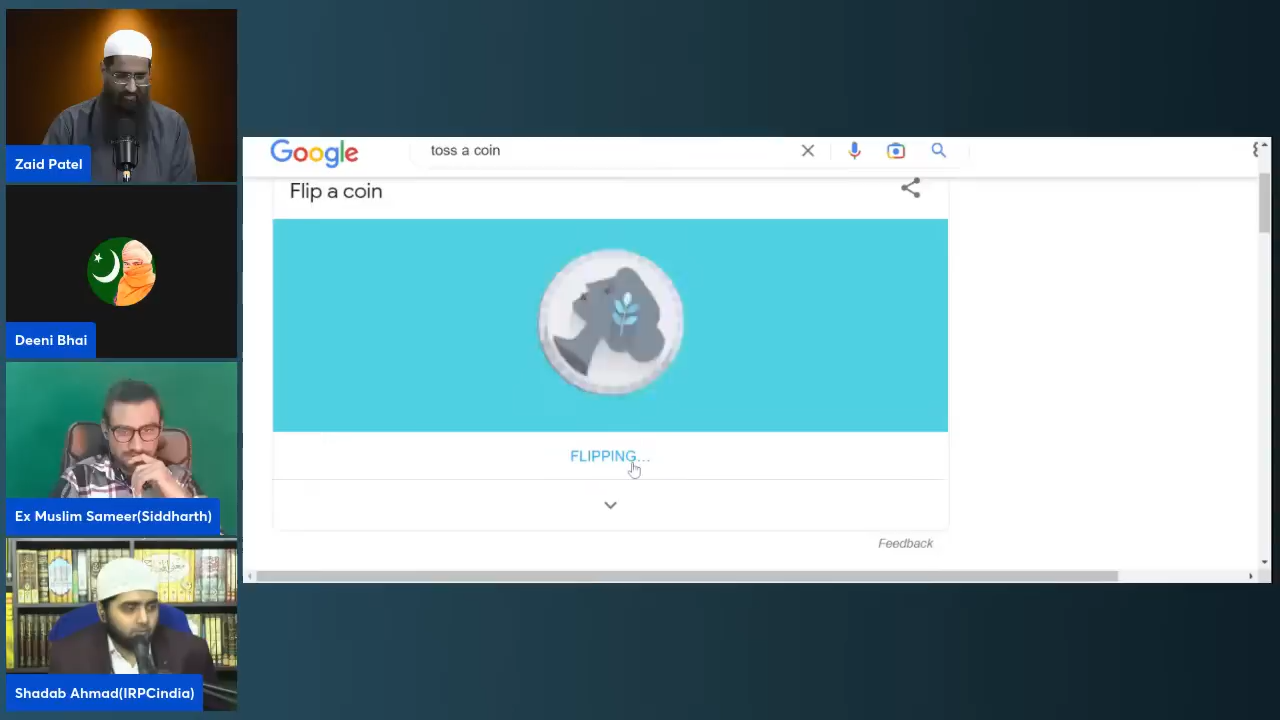 Zaid Patel
Deeni Bhai
Ex Muslim Sameer(Siddharth)
Shadab Ahmad(IRPCindia)
Google
toss a coin
Flip a coin
FLIPPING...
Feedback